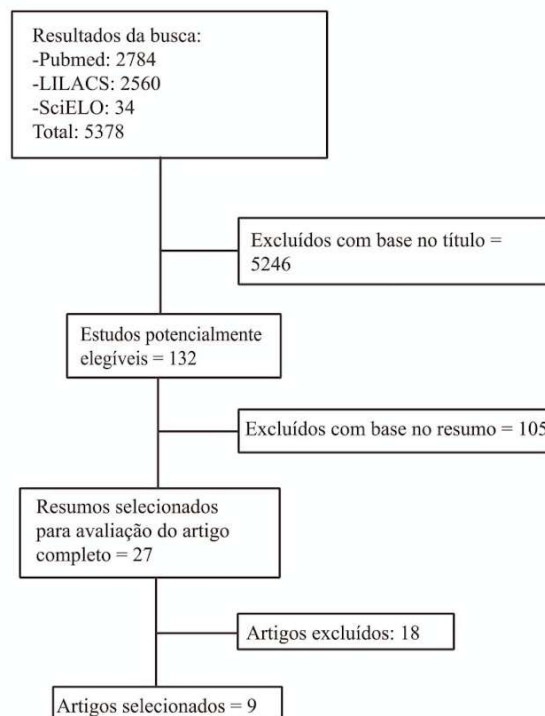 Resultados da busca:
-Pubmed: 2784
-LILACS: 2560
-SciELO: 34
Total: 5378
Excluídos com base no título =
5246
Estudos potencialmente
elegíveis = 132
Excluídos com base no resumo = 105
Resumos selecionados
para avaliação do artigo
completo = 27
Artigos excluídos: 18
Artigos selecionados = 9